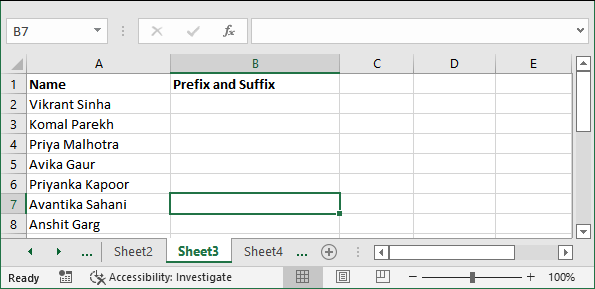 B7 fx
A B C D E
1 Name Prefix and Suffix
2 Vikrant Sinha
3 Komal Parekh
4 Priya Malhotra
5 Avika Gaur
6 Priyanka Kapoor
7 Avantika Sahani
8 Anshit Garg
... Sheet2 Sheet3 Sheet4 ...
Ready Accessibility: Investigate 100%